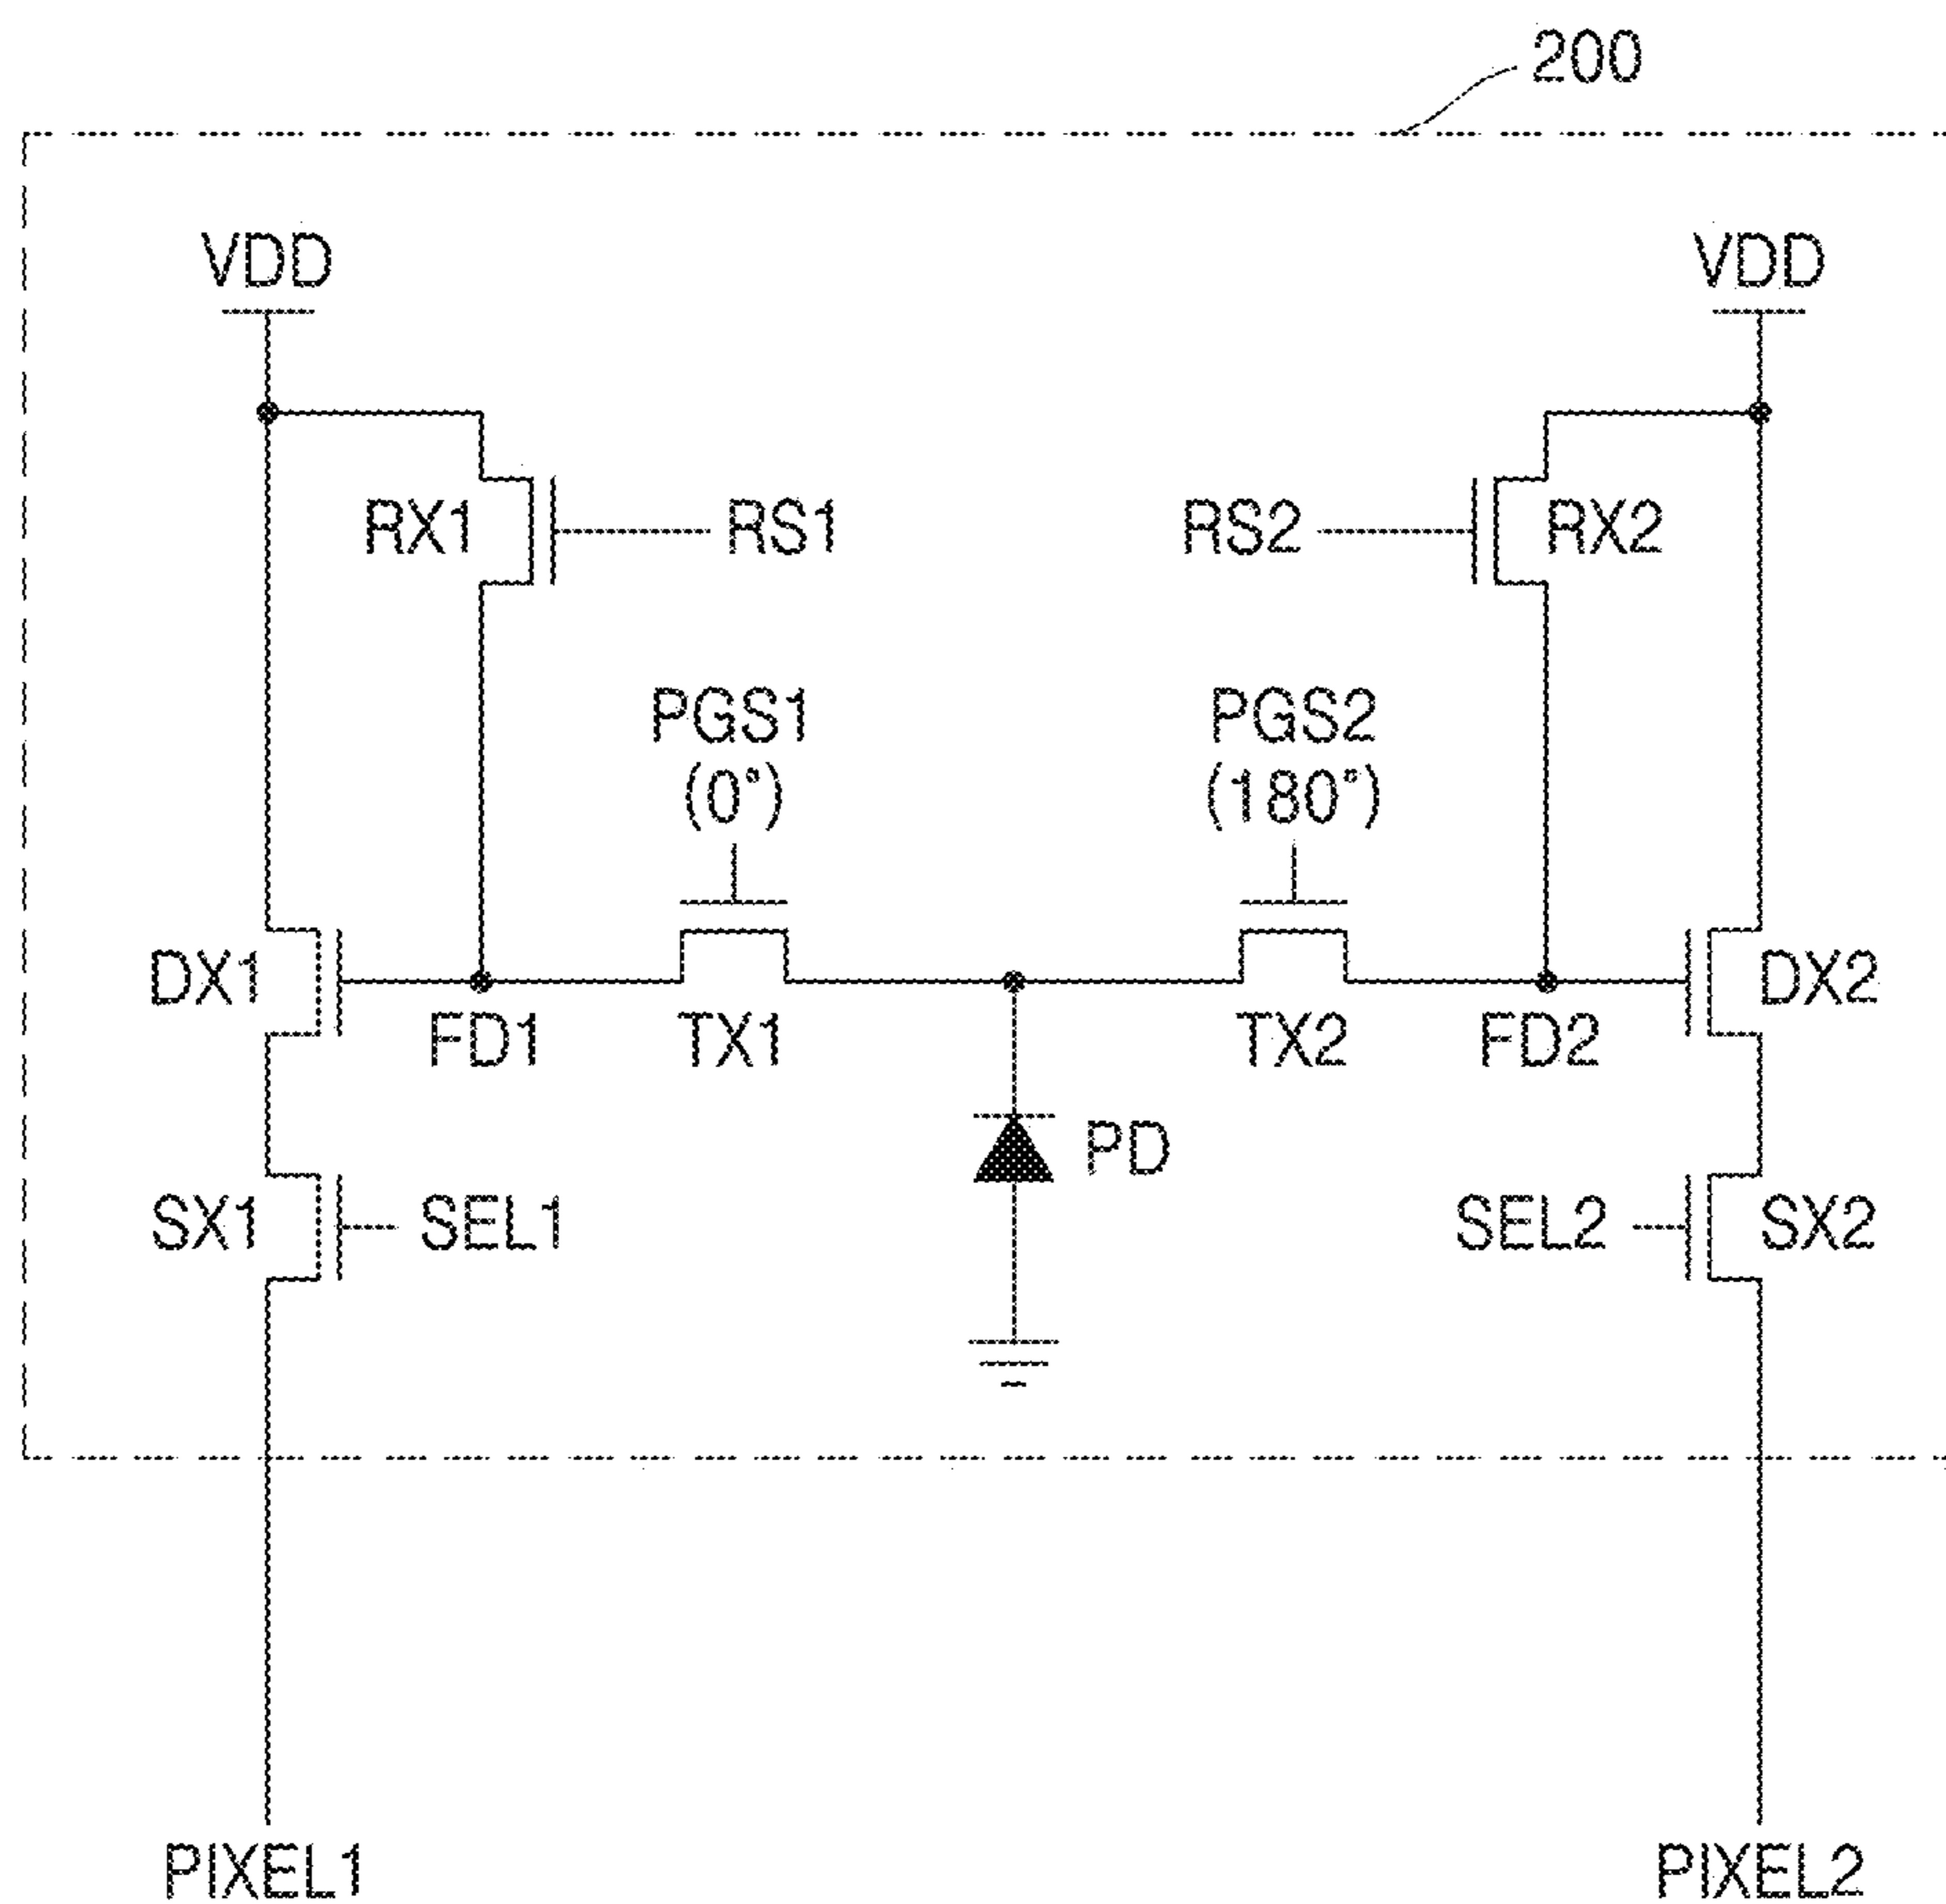 200
VDD VDD
RX1 RS1 RS2 RX2
PGS1 PGS2
(0°) (180°)
DX1 DX2
FD1 TX1 TX2 FD2
PD
SX1 SEL1 SEL2 SX2
PIXEL1 PIXEL2